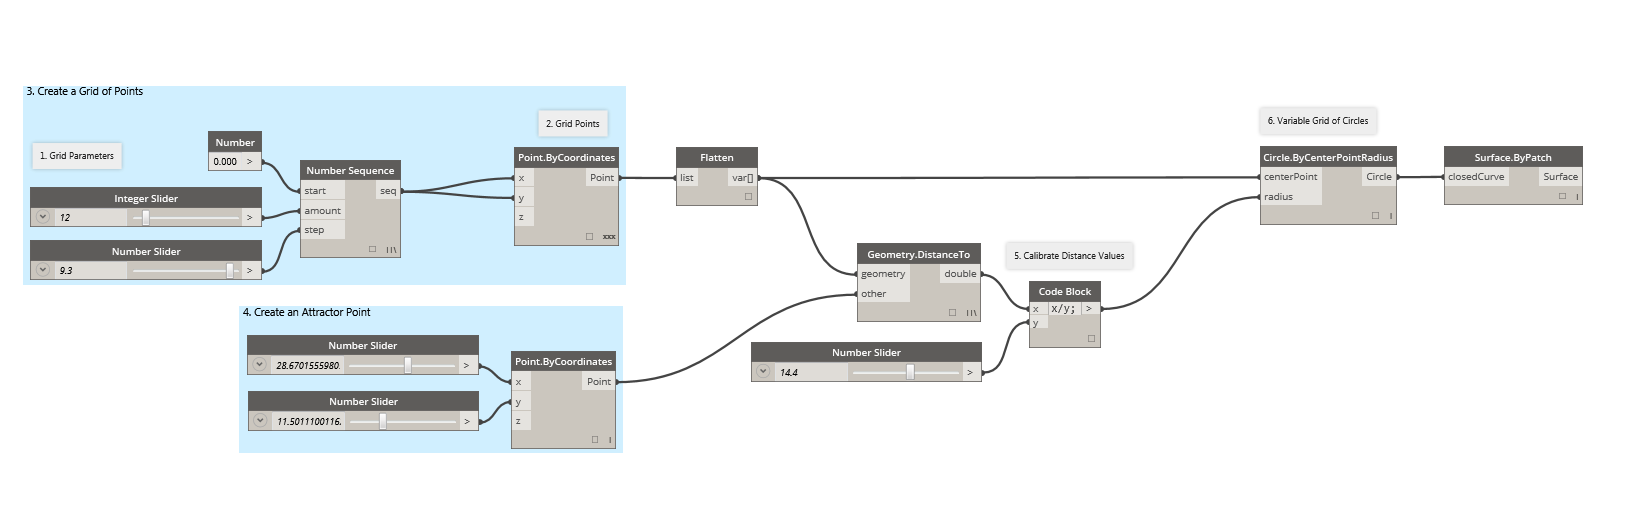 3. Create a Grid of Points
1. Grid Parameters
Number
0.000 >
Integer Slider
12 >
Number Slider
9.3 >
Number Sequence
start seq
amount
step
2. Grid Points
Point.ByCoordinates
x Point
y
z
xxx
Flatten
list var[]
4. Create an Attractor Point
Number Slider
28.6701555980. >
Number Slider
11.5011100116. >
Point.ByCoordinates
x Point
y
z
Geometry.DistanceTo
geometry double
other
Number Slider
14.4 >
5. Calibrate Distance Values
Code Block
x x/y; >
y
6. Variable Grid of Circles
Circle.ByCenterPointRadius
centerPoint Circle
radius
Surface.ByPatch
closedCurve Surface